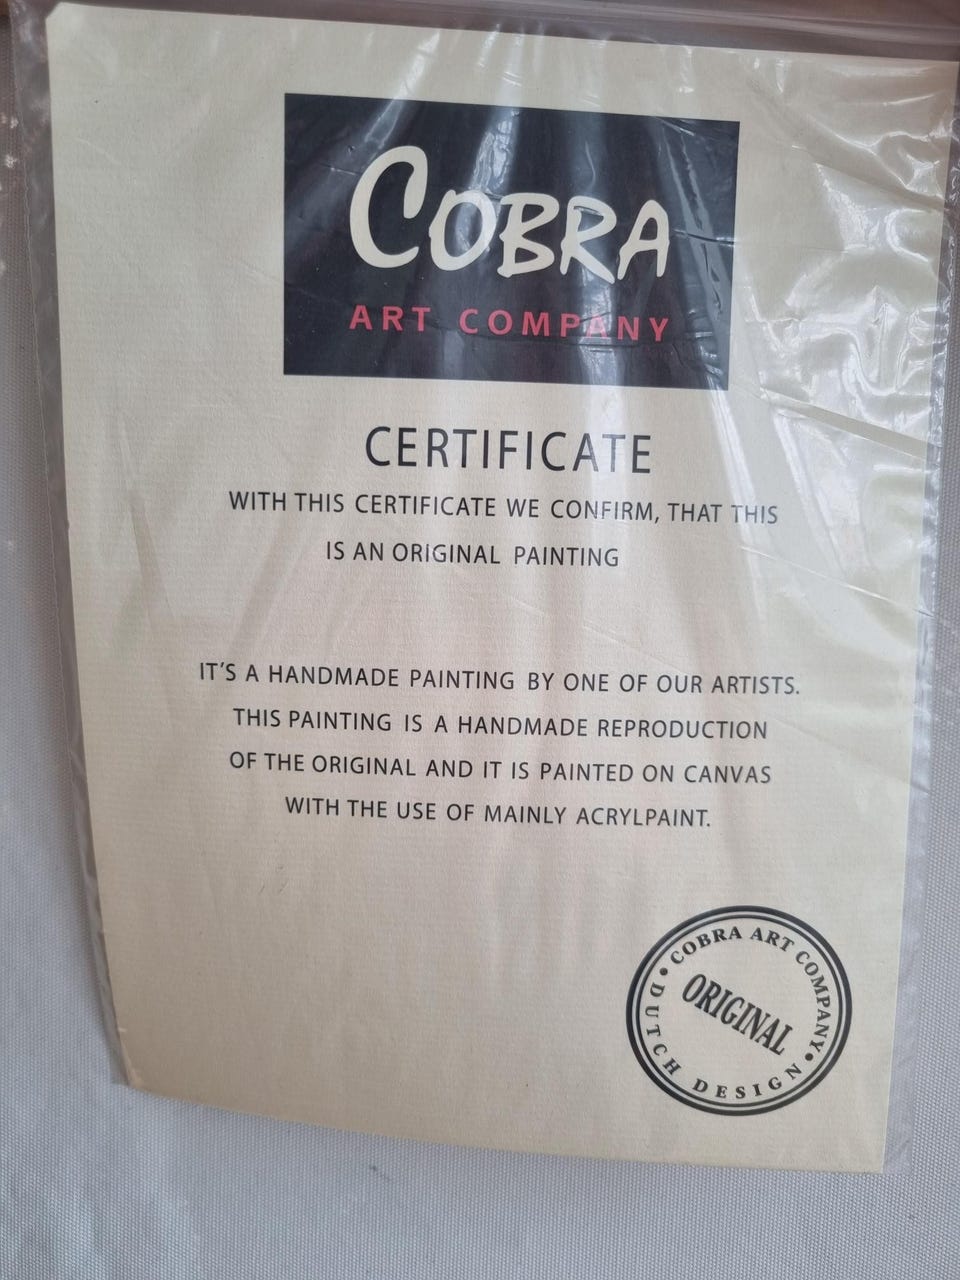 COBRA
ART COMPANY
CERTIFICATE
WITH THIS CERTIFICATE WE CONFIRM, THAT THIS
IS AN ORIGINAL PAINTING
IT'S A HANDMADE PAINTING BY ONE OF OUR ARTISTS.
THIS PAINTING IS A HANDMADE REPRODUCTION
OF THE ORIGINAL AND IT IS PAINTED ON CANVAS
WITH THE USE OF MAINLY ACRYLPAINT.
• COBRA ART COMPANY •
ORIGINAL
DUTCH DESIGN